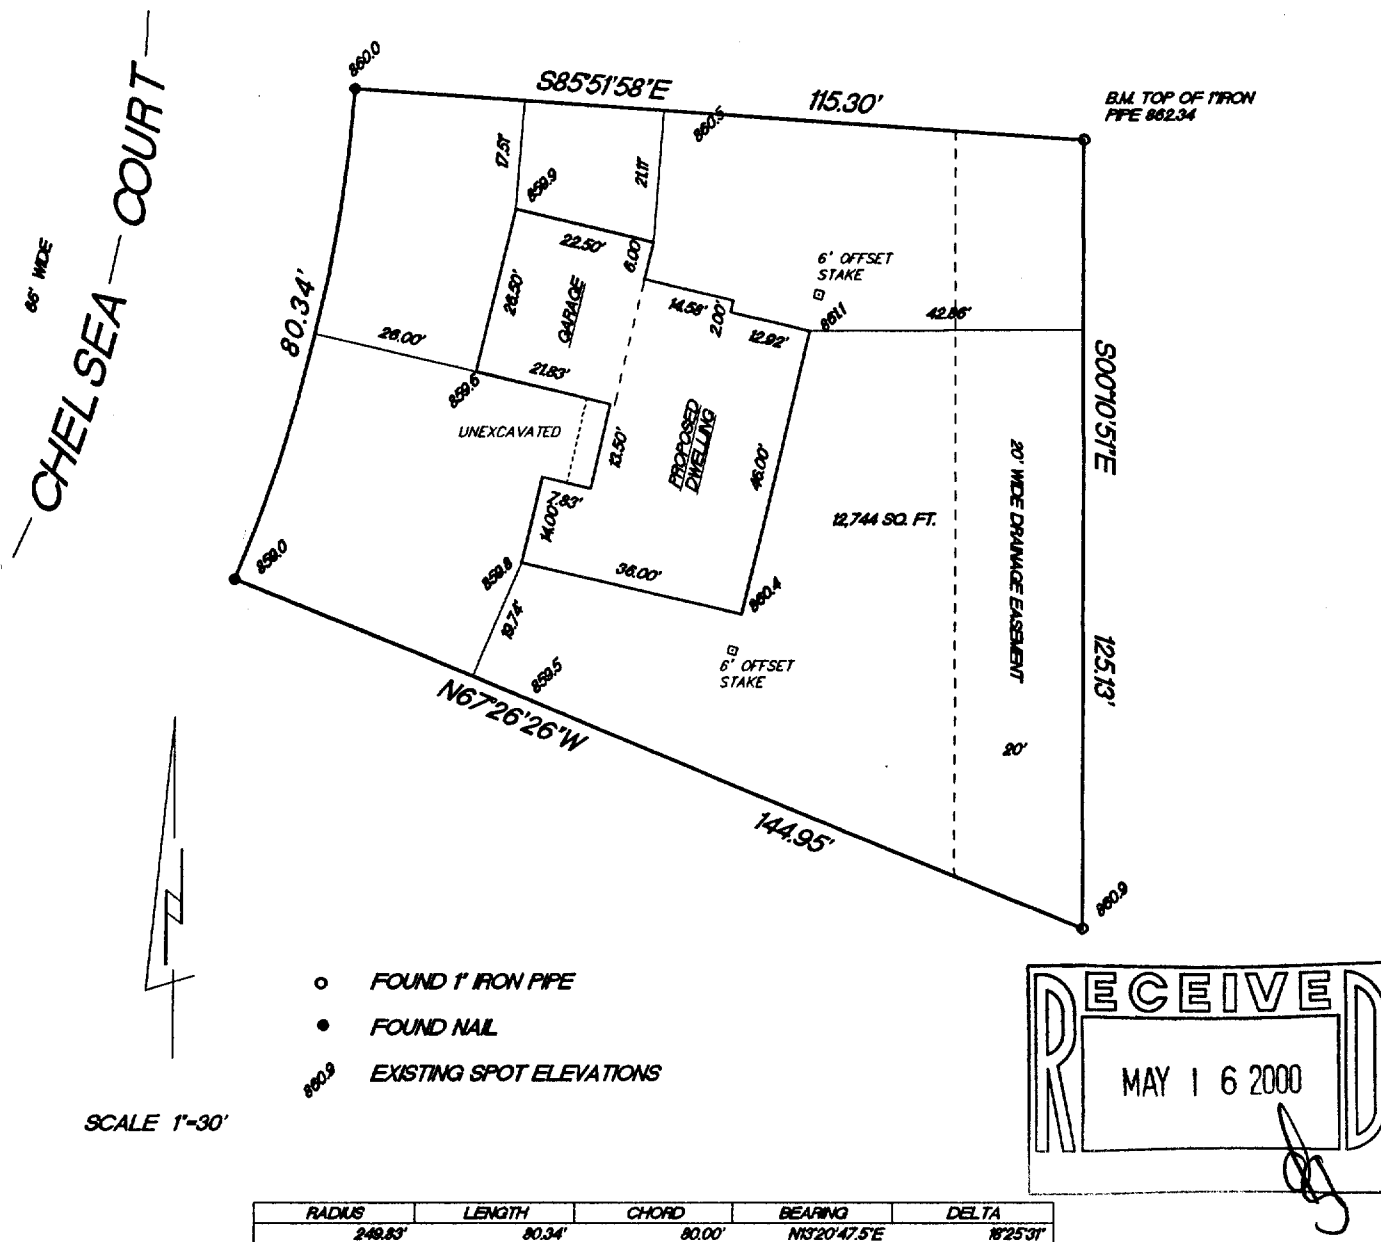 860.0
S85°51'58"E
115.30'
B.M. TOP OF 1" IRON
PIPE 862.34
860.5
CHELSEA COURT
66' WIDE
17.51'
21.11'
859.9
22.50'
6.00'
6' OFFSET
STAKE
26.50'
GARAGE
14.58'
2.00'
12.92'
861.1
42.86'
80.34'
26.00'
21.83'
859.6
UNEXCAVATED
13.50'
PROPOSED
DWELLING
46.00'
S00°10'51"E
7.83'
14.00'
12,744 SQ. FT.
20' WIDE DRAINAGE EASEMENT
859.0
859.8
36.00'
860.4
19.74'
859.5
6' OFFSET
STAKE
125.13'
N67°26'26"W
20'
144.95'
860.9
FOUND 1" IRON PIPE
FOUND NAIL
860.9 EXISTING SPOT ELEVATIONS
SCALE 1"=30'
RECEIVED
MAY 16 2000
RADIUS LENGTH CHORD BEARING DELTA
249.83' 80.34' 80.00' N13°20'47.5"E 18°25'31"